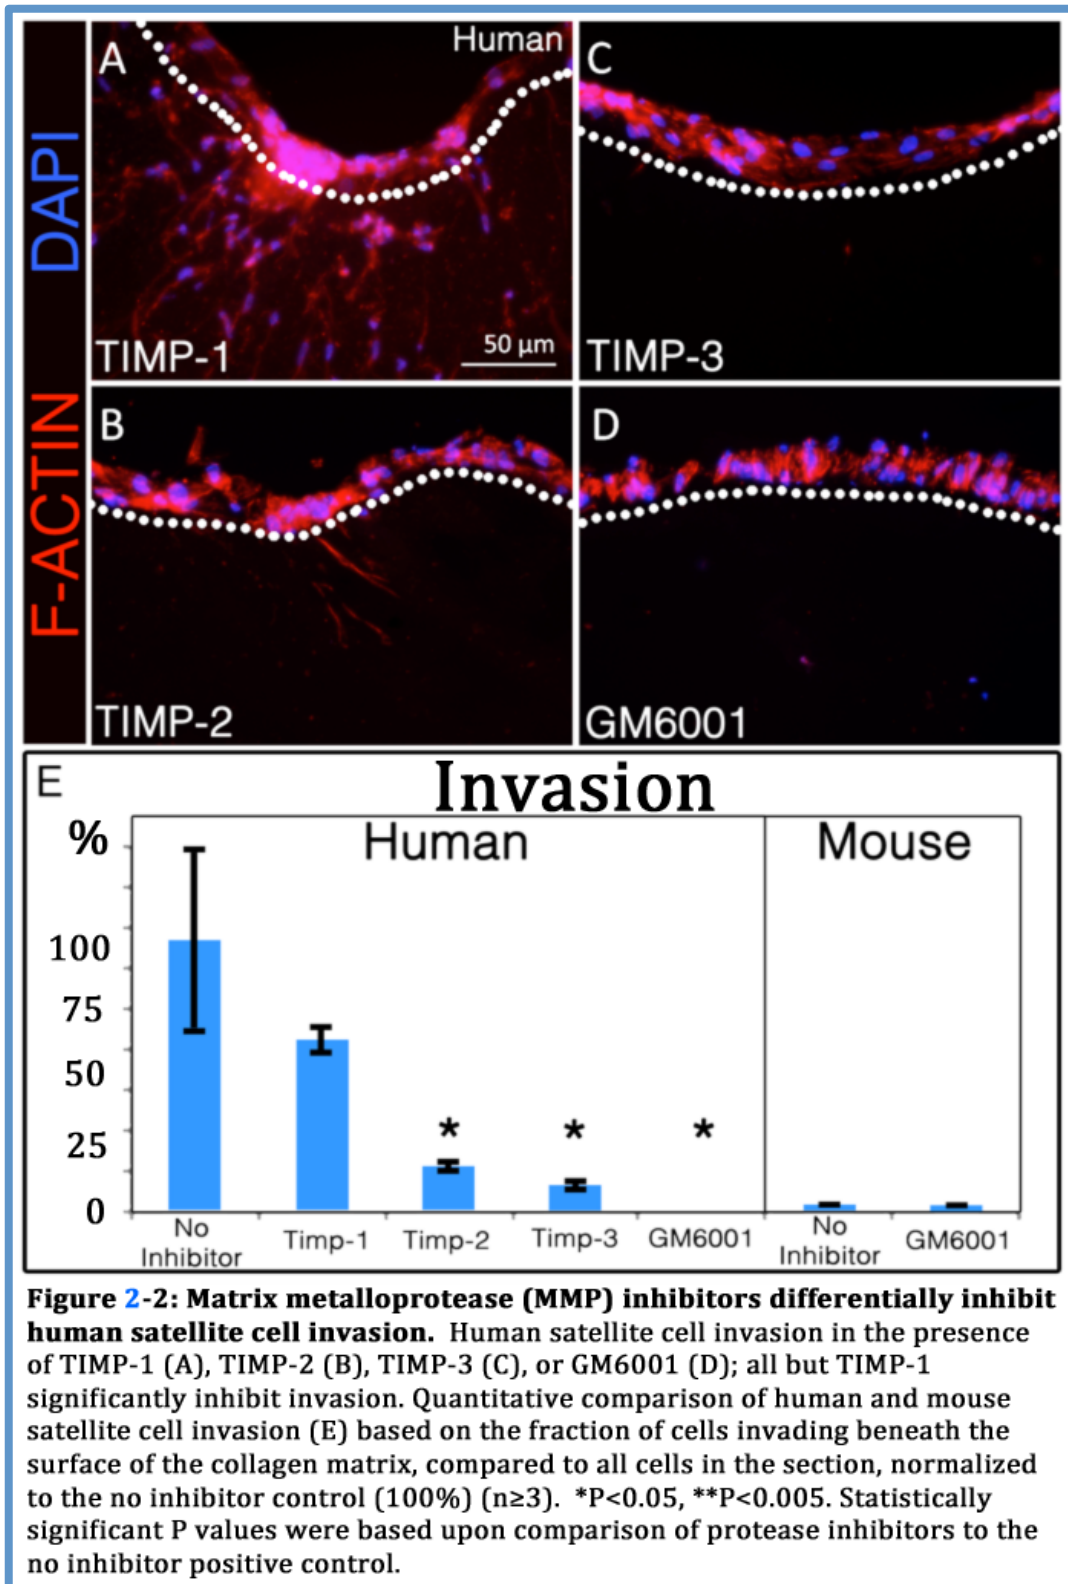 DAPI
F-ACTIN
A
Human
TIMP-1
50 µm
C
TIMP-3
B
TIMP-2
D
GM6001
E
Invasion
%
Human
Mouse
100
75
50
25
0
*
*
*
No Inhibitor
Timp-1
Timp-2
Timp-3
GM6001
No Inhibitor
GM6001
Figure 2-2: Matrix metalloprotease (MMP) inhibitors differentially inhibit
human satellite cell invasion. Human satellite cell invasion in the presence
of TIMP-1 (A), TIMP-2 (B), TIMP-3 (C), or GM6001 (D); all but TIMP-1
significantly inhibit invasion. Quantitative comparison of human and mouse
satellite cell invasion (E) based on the fraction of cells invading beneath the
surface of the collagen matrix, compared to all cells in the section, normalized
to the no inhibitor control (100%) (n≥3). *P<0.05, **P<0.005. Statistically
significant P values were based upon comparison of protease inhibitors to the
no inhibitor positive control.